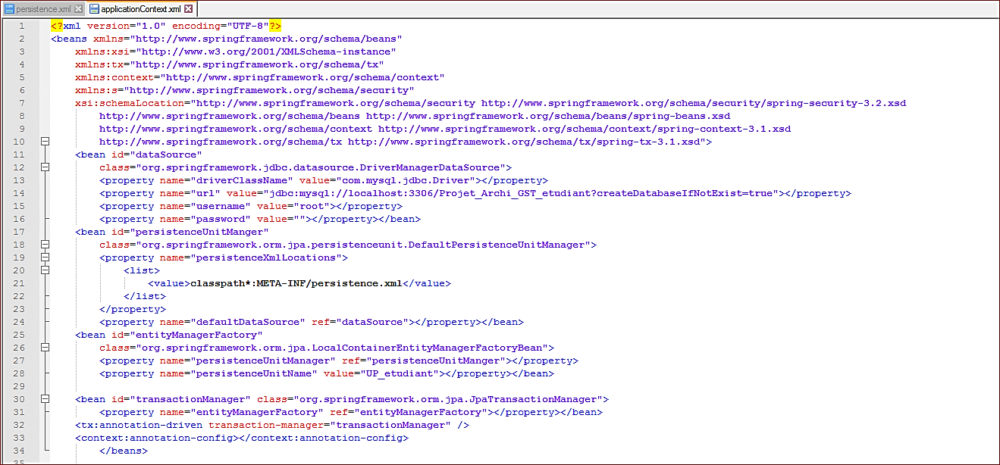 persistence.xml applicationContext.xml
1 <?xml version="1.0" encoding="UTF-8"?>
2 <beans xmlns="http://www.springframework.org/schema/beans"
3 xmlns:xsi="http://www.w3.org/2001/XMLSchema-instance"
4 xmlns:tx="http://www.springframework.org/schema/tx"
5 xmlns:context="http://www.springframework.org/schema/context"
6 xmlns:s="http://www.springframework.org/schema/security"
7 xsi:schemaLocation="http://www.springframework.org/schema/security http://www.springframework.org/schema/security/spring-security-3.2.xsd
8 http://www.springframework.org/schema/beans http://www.springframework.org/schema/beans/spring-beans.xsd
9 http://www.springframework.org/schema/context http://www.springframework.org/schema/context/spring-context-3.1.xsd
10 http://www.springframework.org/schema/tx http://www.springframework.org/schema/tx/spring-tx-3.1.xsd">
11 <bean id="dataSource"
12 class="org.springframework.jdbc.datasource.DriverManagerDataSource">
13 <property name="driverClassName" value="com.mysql.jdbc.Driver"></property>
14 <property name="url" value="jdbc:mysql://localhost:3306/Projet_Archi_GST_etudiant?createDatabaseIfNotExist=true"></property>
15 <property name="username" value="root"></property>
16 <property name="password" value=""></property></bean>
17 <bean id="persistenceUnitManger"
18 class="org.springframework.orm.jpa.persistenceunit.DefaultPersistenceUnitManager">
19 <property name="persistenceXmlLocations">
20 <list>
21 <value>classpath*:META-INF/persistence.xml</value>
22 </list>
23 </property>
24 <property name="defaultDataSource" ref="dataSource"></property></bean>
25 <bean id="entityManagerFactory"
26 class="org.springframework.orm.jpa.LocalContainerEntityManagerFactoryBean">
27 <property name="persistenceUnitManager" ref="persistenceUnitManger"></property>
28 <property name="persistenceUnitName" value="UP_etudiant"></property></bean>
29
30 <bean id="transactionManager" class="org.springframework.orm.jpa.JpaTransactionManager">
31 <property name="entityManagerFactory" ref="entityManagerFactory"></property></bean>
32 <tx:annotation-driven transaction-manager="transactionManager" />
33 <context:annotation-config></context:annotation-config>
34 </beans>
35